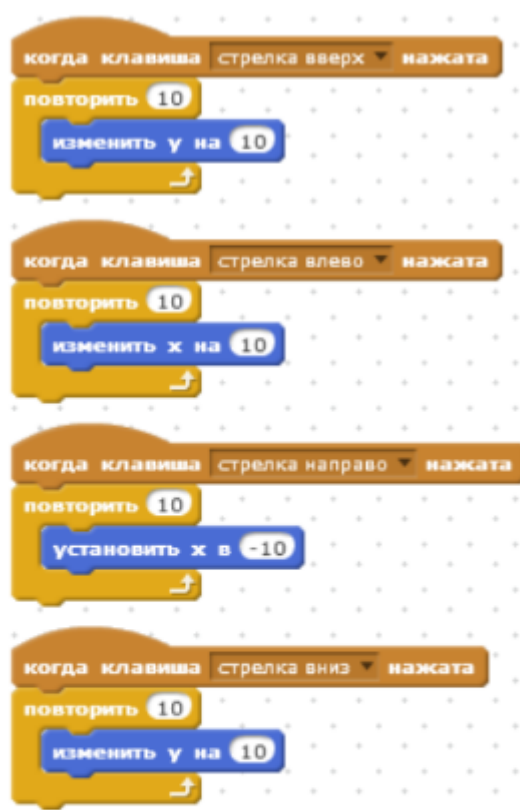 когда клавиша стрелка вверх нажата
повторить 10
изменить y на 10
когда клавиша стрелка влево нажата
повторить 10
изменить x на 10
когда клавиша стрелка направо нажата
повторить 10
установить x в -10
когда клавиша стрелка вниз нажата
повторить 10
изменить y на 10